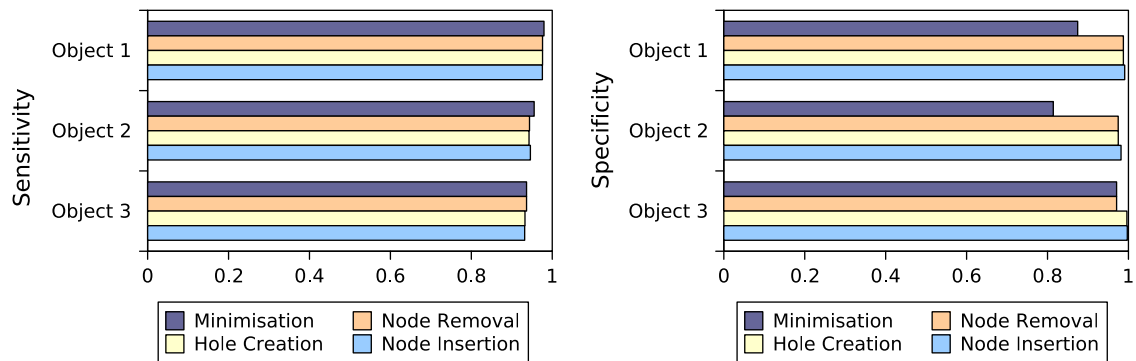 Sensitivity
Object 1
Object 2
Object 3
0 0.2 0.4 0.6 0.8 1
Minimisation Node Removal
Hole Creation Node Insertion
Specificity
Object 1
Object 2
Object 3
0 0.2 0.4 0.6 0.8 1
Minimisation Node Removal
Hole Creation Node Insertion